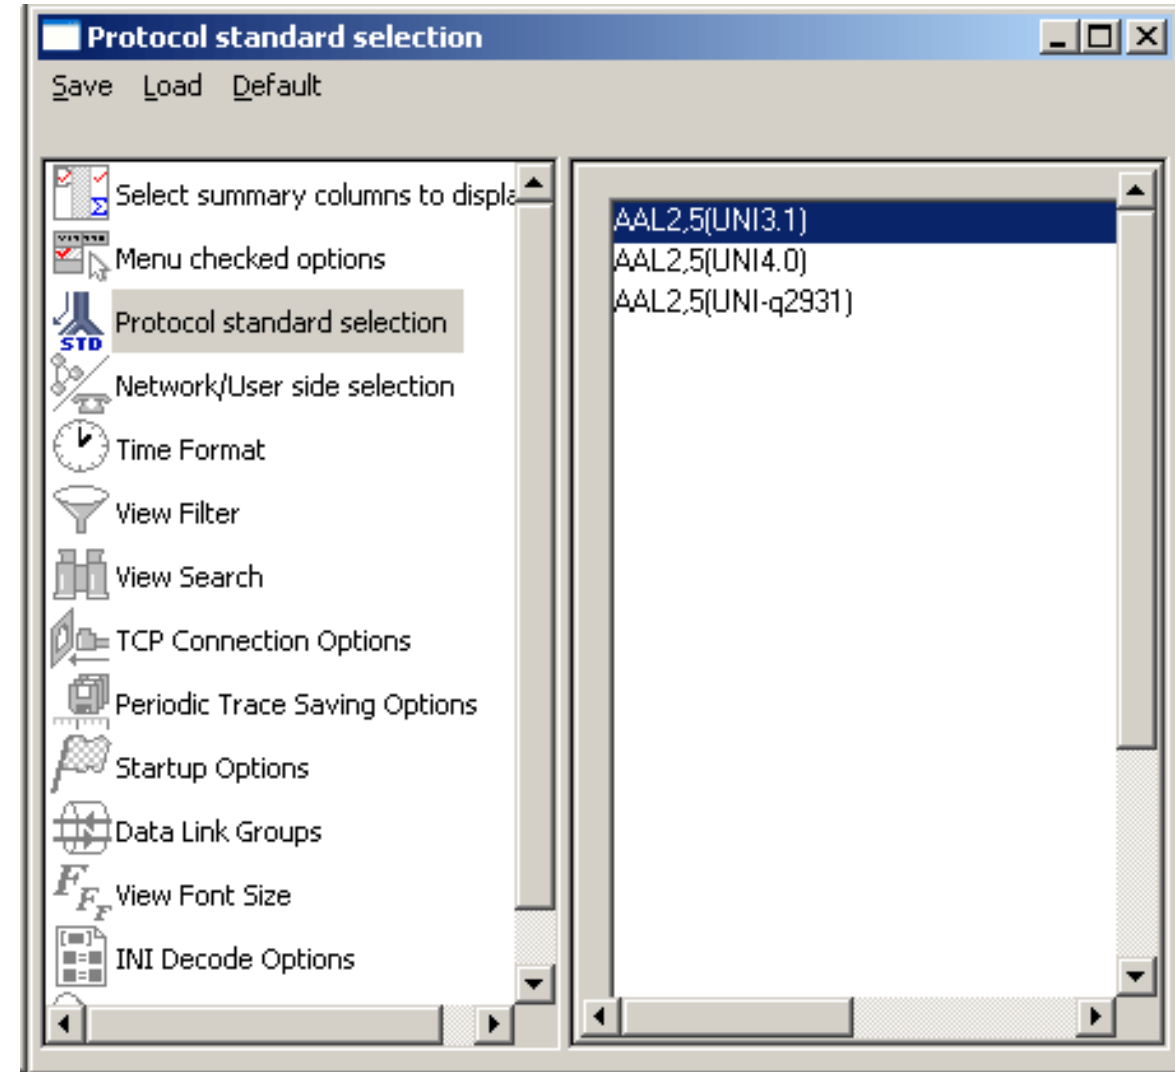 Protocol standard selection
Save Load Default
Select summary columns to displa
Menu checked options
Protocol standard selection
STD
Network/User side selection
Time Format
View Filter
View Search
TCP Connection Options
Periodic Trace Saving Options
Startup Options
Data Link Groups
View Font Size
INI Decode Options
AAL2,5(UNI3.1)
AAL2,5(UNI4.0)
AAL2,5(UNI-q2931)